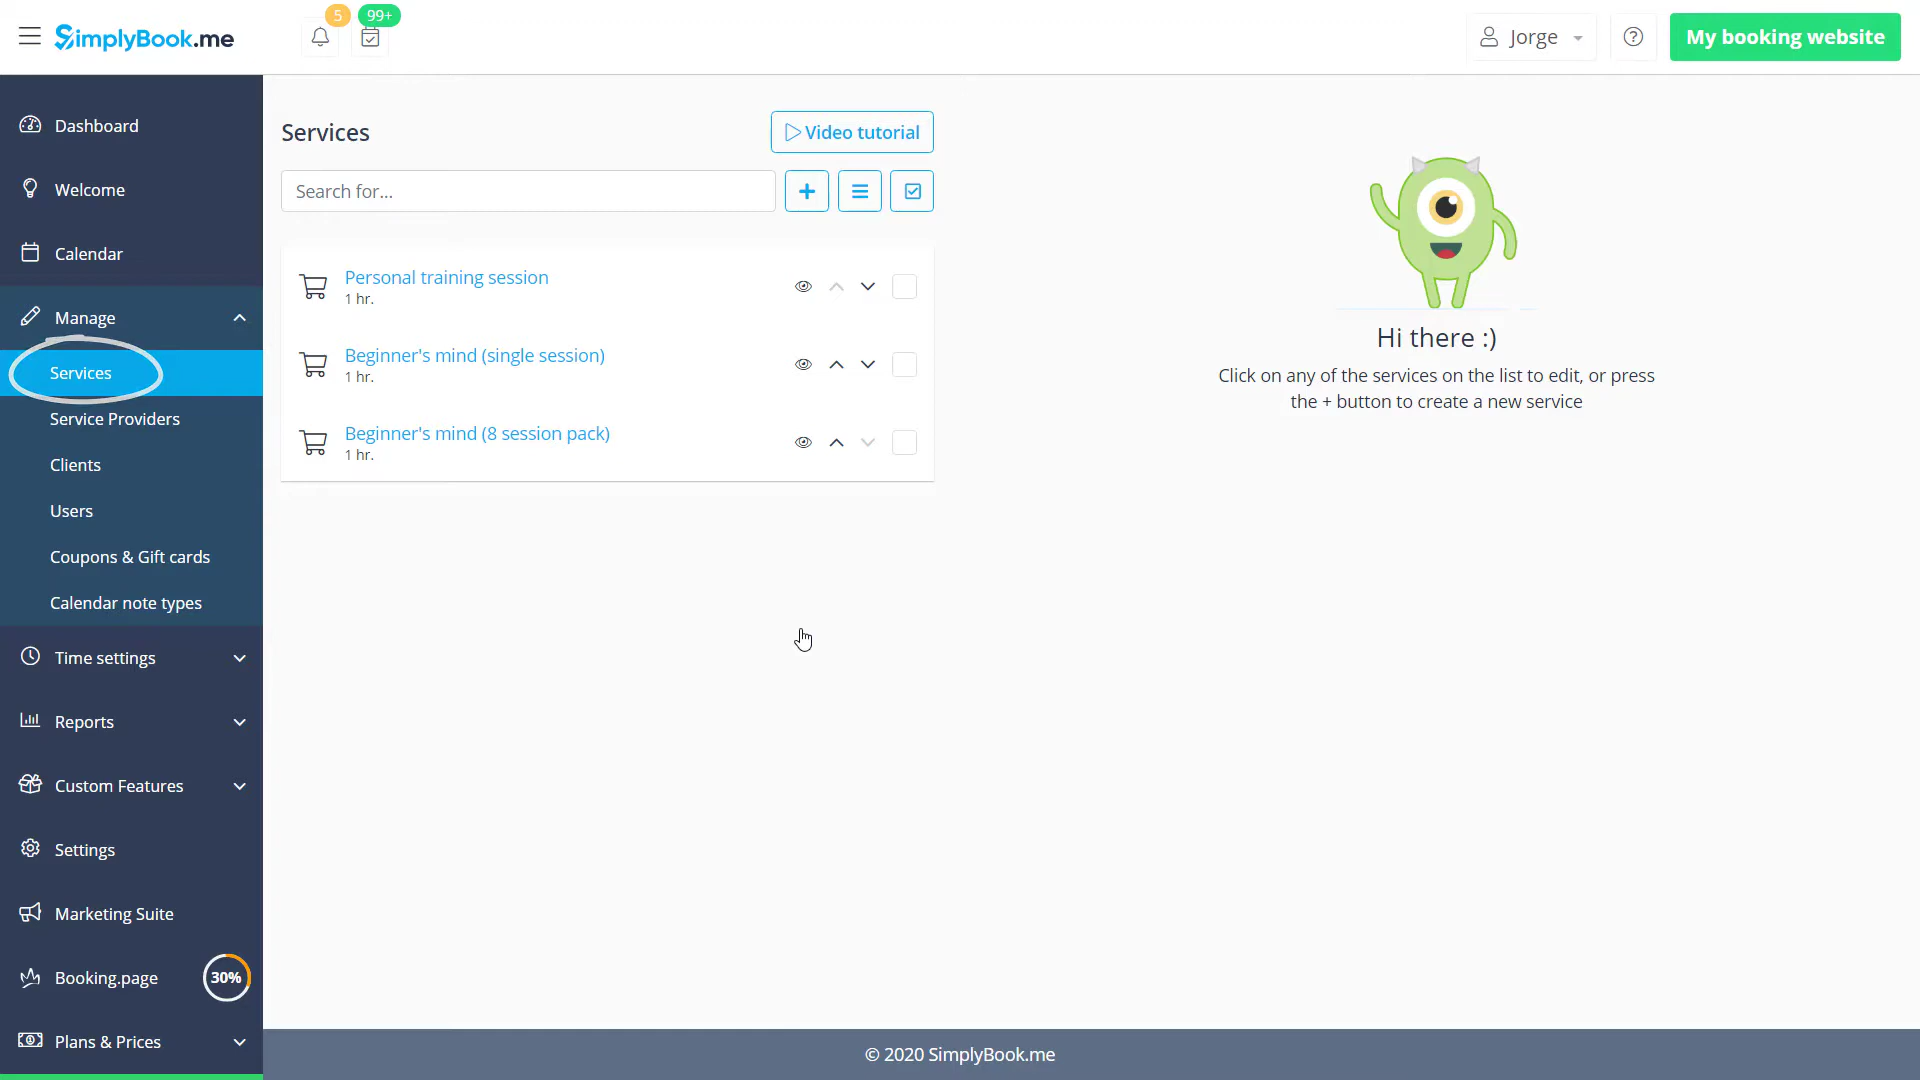 SimplyBook.me
5
99+
Jorge
My booking website
Dashboard
Welcome
Calendar
Manage
Services
Service Providers
Clients
Users
Coupons & Gift cards
Calendar note types
Time settings
Reports
Custom Features
Settings
Marketing Suite
Booking.page
30%
Plans & Prices
Services
Video tutorial
Search for...
Personal training session
1 hr.
Beginner's mind (single session)
1 hr.
Beginner's mind (8 session pack)
1 hr.
Hi there :)
Click on any of the services on the list to edit, or press
the + button to create a new service
© 2020 SimplyBook.me